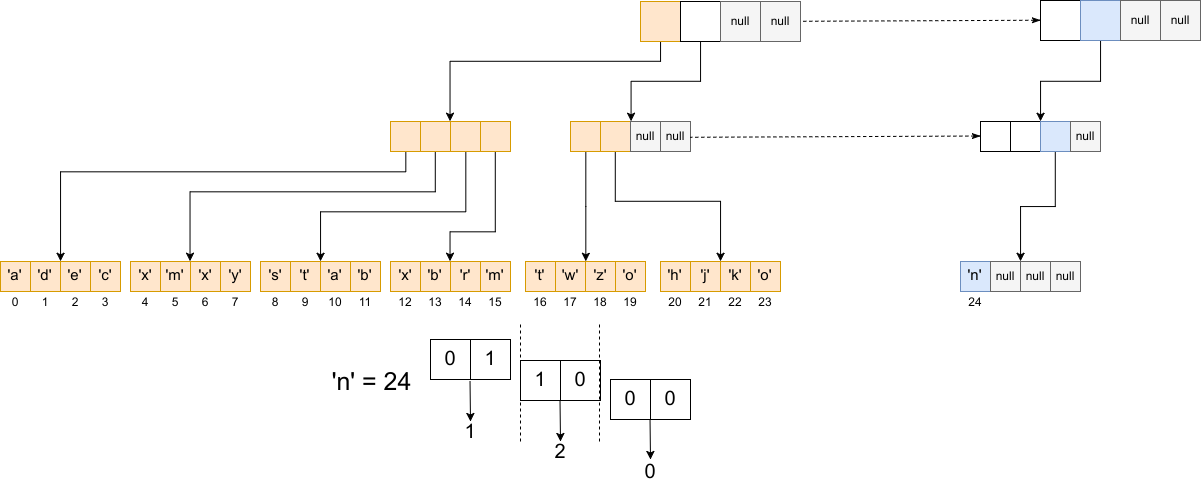 null null null null
null null null
'a' 'd' 'e' 'c' 'x' 'm' 'x' 'y' 's' 't' 'a' 'b' 'x' 'b' 'r' 'm' 't' 'w' 'z' 'o' 'h' 'j' 'k' 'o' 'n' null null null
0 1 2 3 4 5 6 7 8 9 10 11 12 13 14 15 16 17 18 19 20 21 22 23 24
'n' = 24
0 1
1 0
0 0
1
2
0